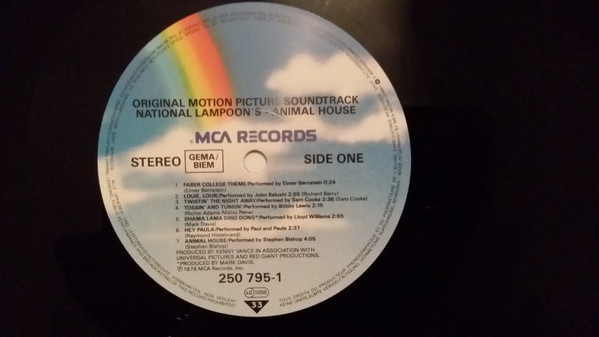 ORIGINAL MOTION PICTURE SOUNDTRACK
NATIONAL LAMPOON'S - ANIMAL HOUSE
MCA RECORDS
STEREO
GEMA/
BIEM
SIDE ONE
1. FABER COLLEGE THEME/Performed by Elmer Bernstein 0:24
(Elmer Bernstein)
2. LOUIE, LOUIE/Performed by John Belushi 2:55 (Richard Berry)
3. TWISTIN' THE NIGHT AWAY/Performed by Sam Cooke 2:38 (Sam Cooke)
4. TOSSIN' AND TURNIN'/Performed by Bobby Lewis 2:15
(Richie Adams-Malou Rene)
5. SHAMA LAMA DING DONG*/Performed by Lloyd Williams 2:55
(Mark Davis)
6. HEY PAULA/Performed by Paul and Paula 2:37
(Raymond Hildebrand)
7. ANIMAL HOUSE/Performed by Stephen Bishop 4:05
(Stephen Bishop)
PRODUCED BY KENNY VANCE IN ASSOCIATION WITH
UNIVERSAL PICTURES AND RED GIANT PRODUCTIONS.
*PRODUCED BY MARK DAVIS.
℗ 1978 MCA Records, Inc.
250 795-1
33